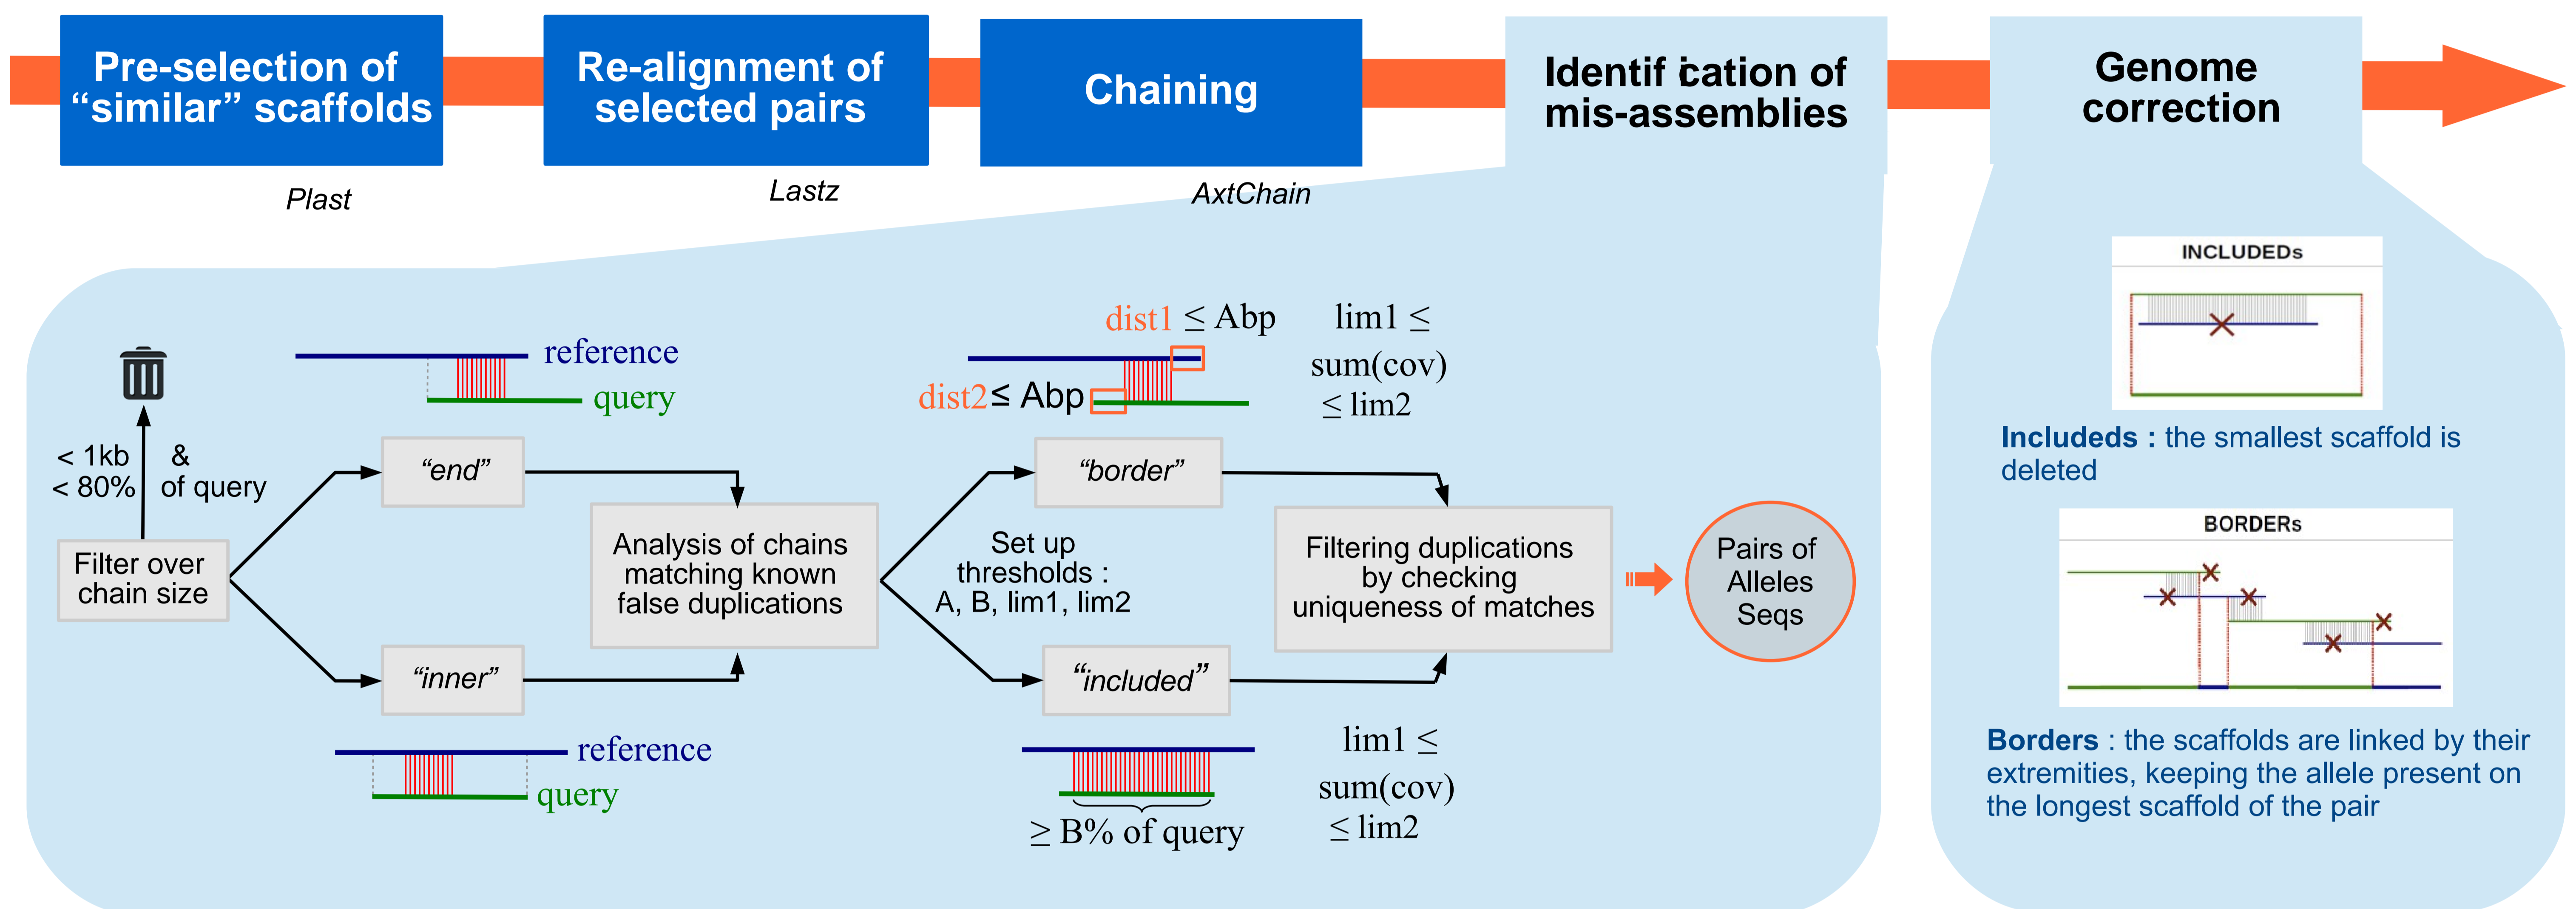 Pre-selection of
“similar” scaffolds
Re-alignment of
selected pairs
Chaining
Identif ication of
mis-assemblies
Genome
correction
Plast
Lastz
AxtChain
< 1kb &
< 80% of query
Filter over
chain size
reference
query
“end”
“inner”
reference
query
Analysis of chains
matching known
false duplications
dist1 ≤ Abp
dist2 ≤ Abp
lim1 ≤
sum(cov)
≤ lim2
“border”
Set up
thresholds :
A, B, lim1, lim2
“included”
≥ B% of query
lim1 ≤
sum(cov)
≤ lim2
Filtering duplications
by checking
uniqueness of matches
Pairs of
Alleles
Seqs
INCLUDEDs
Includeds : the smallest scaffold is
deleted
BORDERs
Borders : the scaffolds are linked by their
extremities, keeping the allele present on
the longest scaffold of the pair